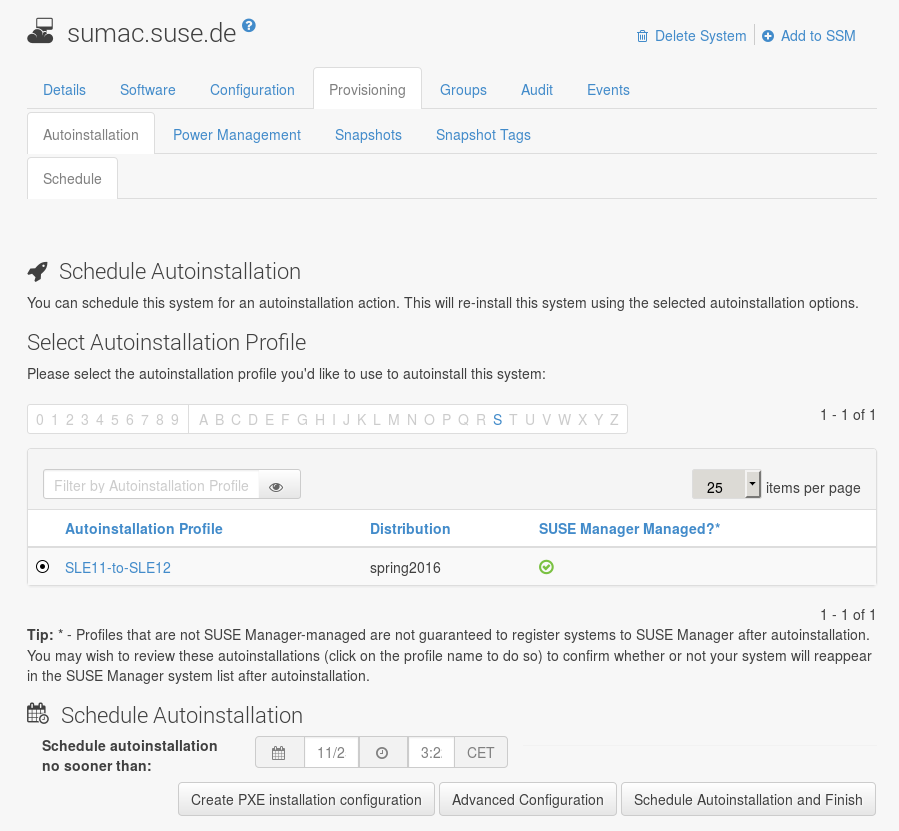 sumac.suse.de ?
Delete System Add to SSM
Details Software Configuration Provisioning Groups Audit Events
Autoinstallation Power Management Snapshots Snapshot Tags
Schedule
Schedule Autoinstallation
You can schedule this system for an autoinstallation action. This will re-install this system using the selected autoinstallation options.
Select Autoinstallation Profile
Please select the autoinstallation profile you'd like to use to autoinstall this system:
0 1 2 3 4 5 6 7 8 9 A B C D E F G H I J K L M N O P Q R S T U V W X Y Z 1 - 1 of 1
Filter by Autoinstallation Profile 25 items per page
Autoinstallation Profile Distribution SUSE Manager Managed?*
SLE11-to-SLE12 spring2016
1 - 1 of 1
Tip: * - Profiles that are not SUSE Manager-managed are not guaranteed to register systems to SUSE Manager after autoinstallation.
You may wish to review these autoinstallations (click on the profile name to do so) to confirm whether or not your system will reappear
in the SUSE Manager system list after autoinstallation.
Schedule Autoinstallation
Schedule autoinstallation
no sooner than: 11/2 3:2 CET
Create PXE installation configuration Advanced Configuration Schedule Autoinstallation and Finish